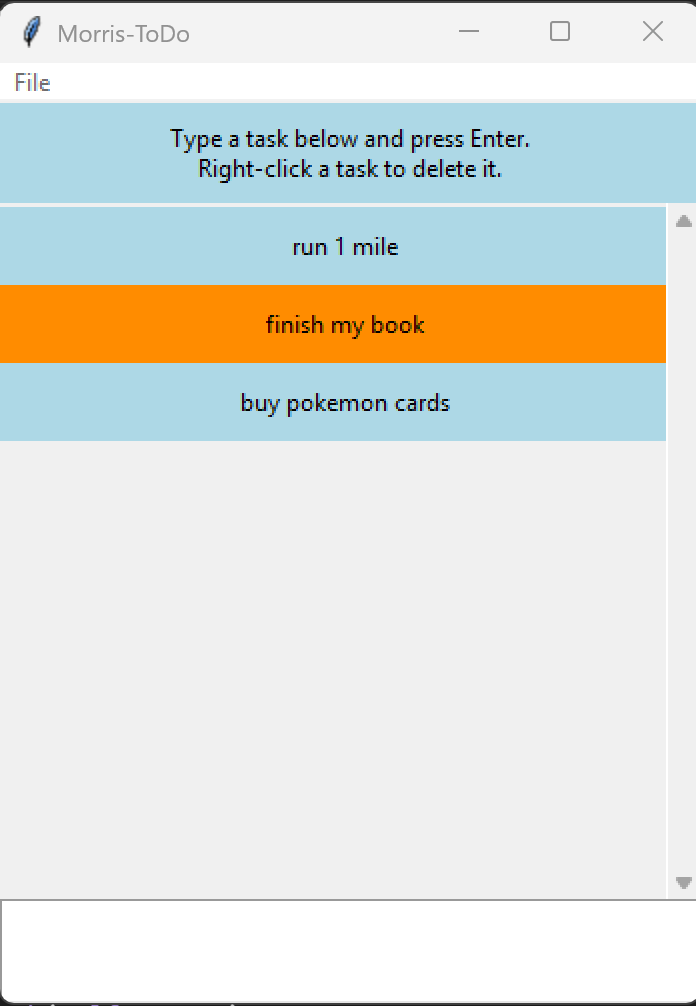 Morris-ToDo
File
Type a task below and press Enter.
Right-click a task to delete it.
run 1 mile
finish my book
buy pokemon cards